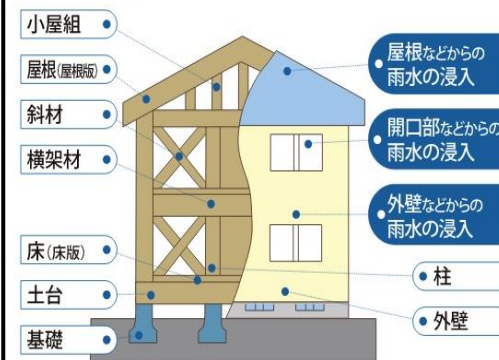 小屋組
屋根(屋根版)
斜材
横架材
床(床版)
土台
基礎
屋根などからの
雨水の浸入
開口部などからの
雨水の浸入
外壁などからの
雨水の浸入
柱
外壁